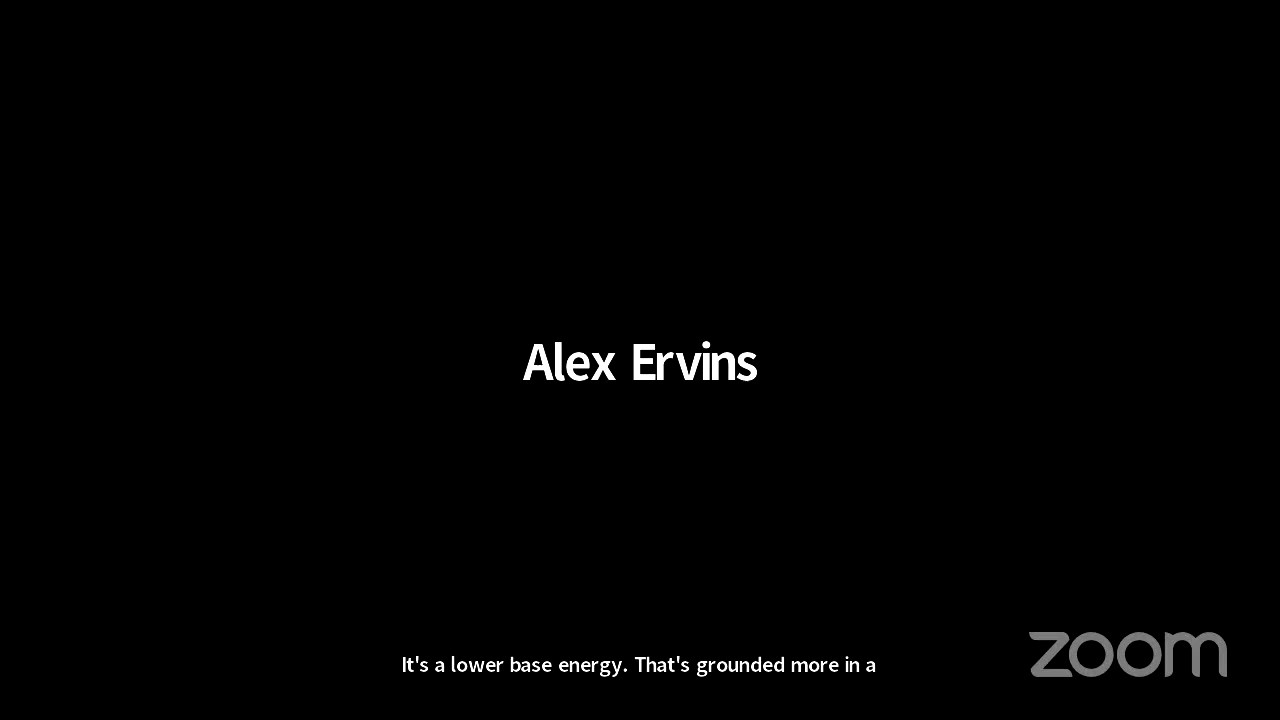 Alex Ervins
It's a lower base energy. That's grounded more in a
zoom